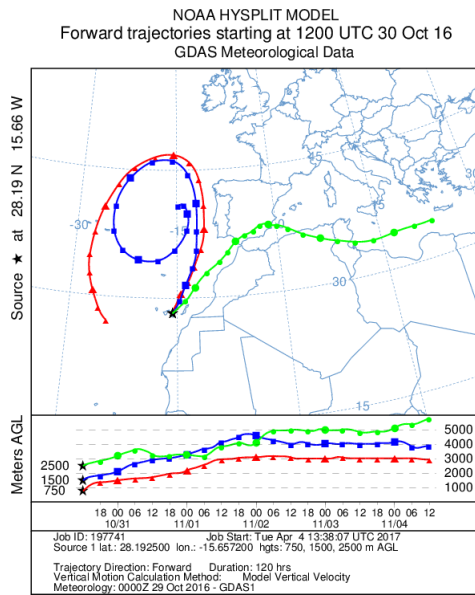 NOAA HYSPLIT MODEL
Forward trajectories starting at 1200 UTC 30 Oct 16
GDAS Meteorological Data
Source ★ at 28.19 N 15.66 W
-30
-15
0
15
45
30
30
15
Meters AGL
2500
1500
750
5000
4000
3000
2000
1000
18 00 06 12 18 00 06 12 18 00 06 12 18 00 06 12 18 00 06 12
10/31 11/01 11/02 11/03 11/04
Job ID: 197741 Job Start: Tue Apr 4 13:38:07 UTC 2017
Source 1 lat.: 28.192500 lon.: -15.657200 hgts: 750, 1500, 2500 m AGL
Trajectory Direction: Forward Duration: 120 hrs
Vertical Motion Calculation Method: Model Vertical Velocity
Meteorology: 0000Z 29 Oct 2016 - GDAS1